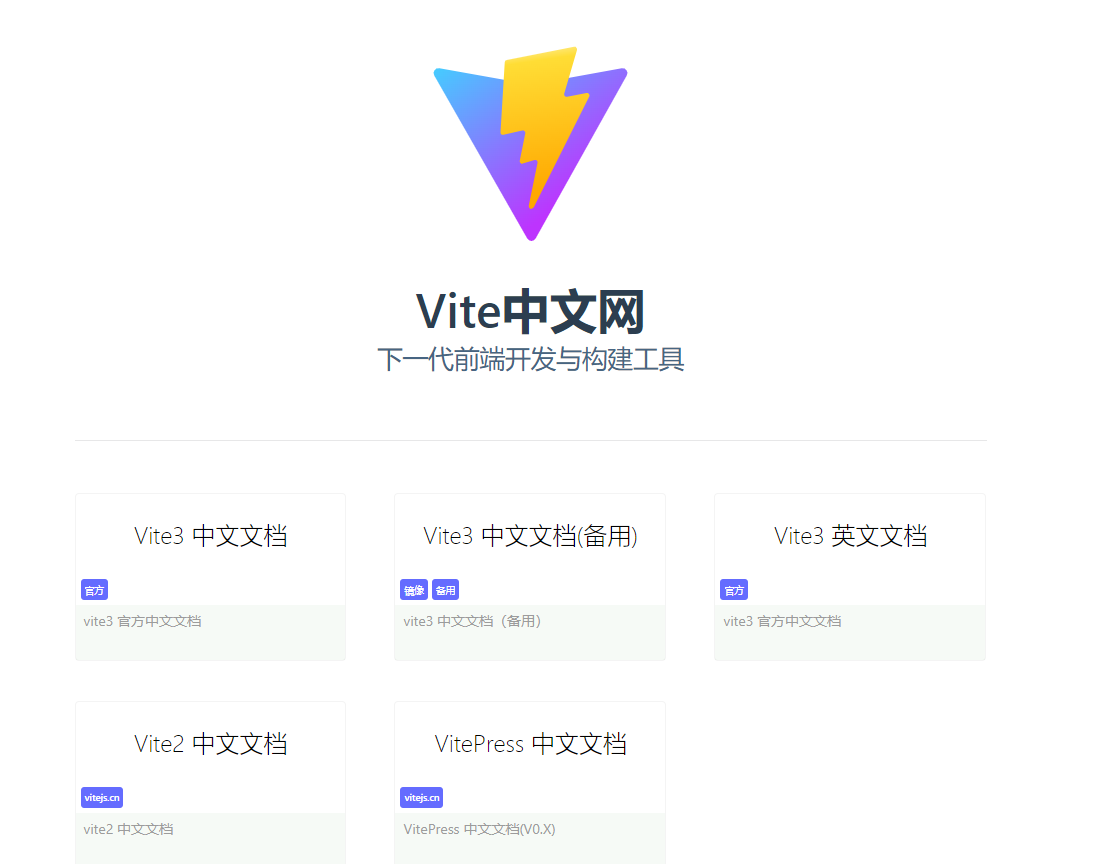 Vite中文网
下一代前端开发与构建工具
Vite3 中文文档
官方
vite3 官方中文文档
Vite3 中文文档(备用)
镜像 备用
vite3 中文文档（备用）
Vite3 英文文档
官方
vite3 官方中文文档
Vite2 中文文档
vitejs.cn
vite2 中文文档
VitePress 中文文档
vitejs.cn
VitePress 中文文档(V0.X)